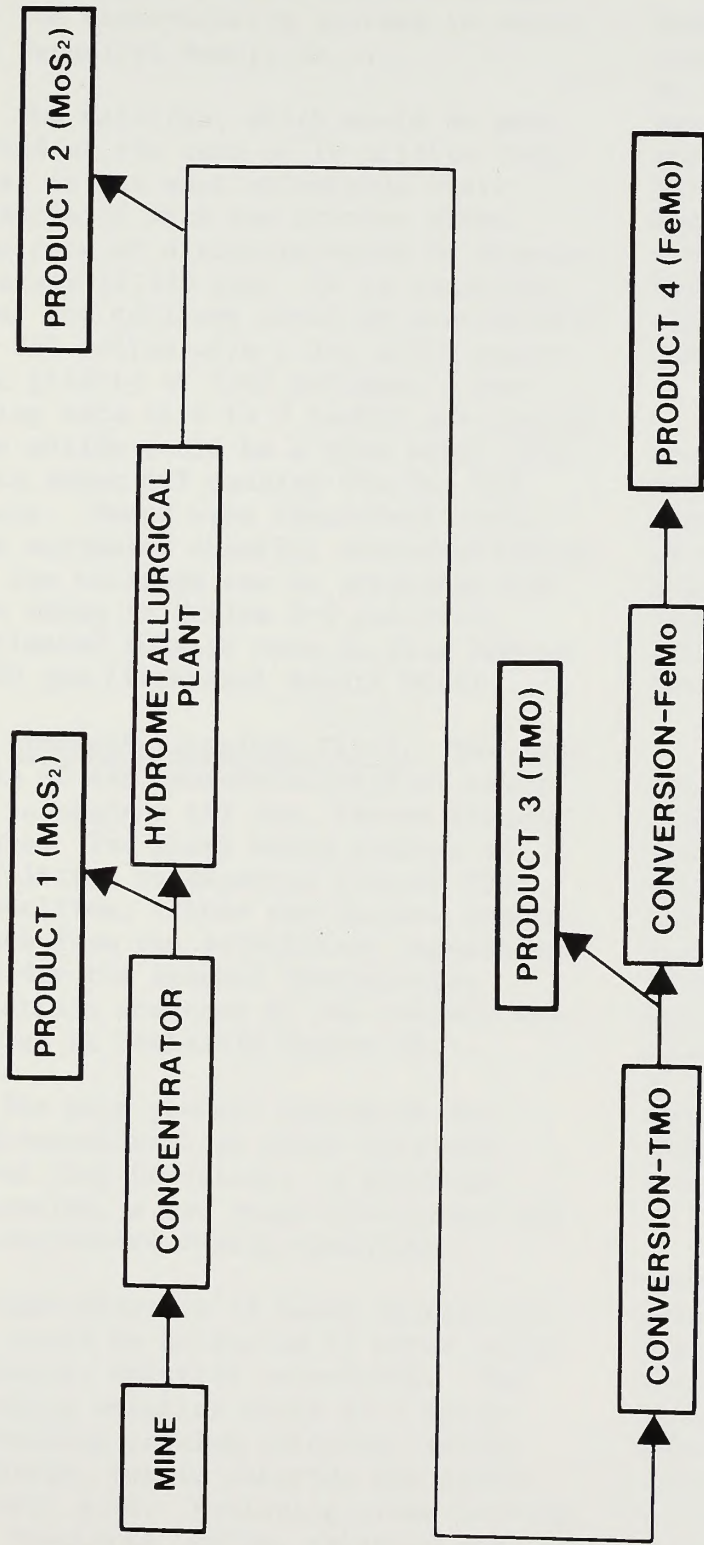 MINE
CONCENTRATOR
PRODUCT 1 (MoS₂)
HYDROMETALLURGICAL
PLANT
PRODUCT 2 (MoS₂)
CONVERSION-TMO
PRODUCT 3 (TMO)
CONVERSION-FeMo
PRODUCT 4 (FeMo)